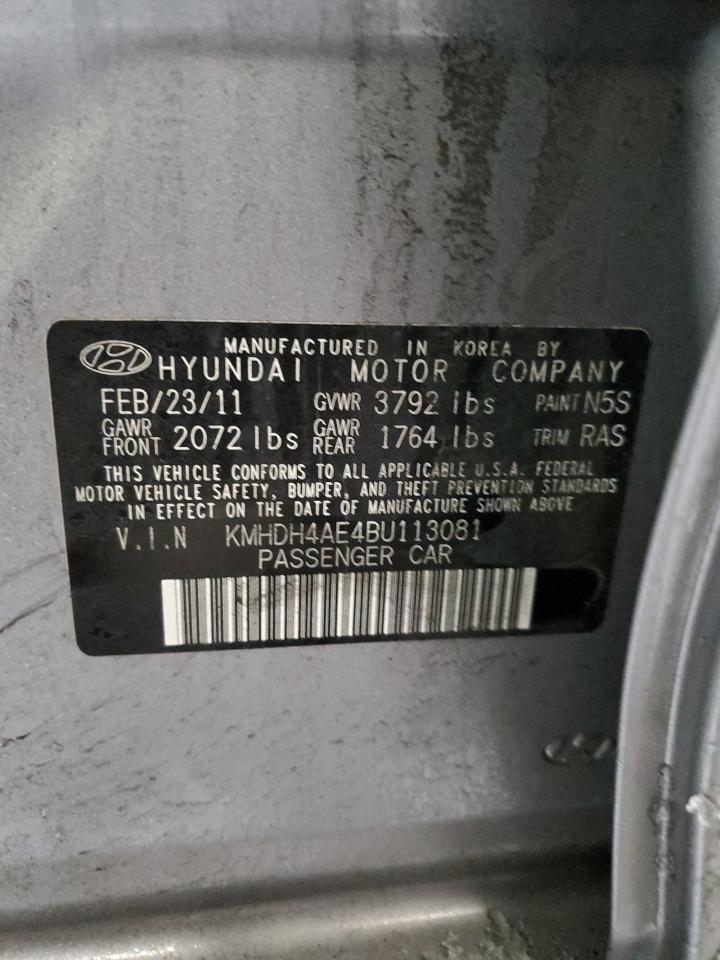 MANUFACTURED IN KOREA BY
HYUNDAI MOTOR COMPANY
FEB/23/11 GVWR 3792 lbs PAINT N5S
GAWR FRONT 2072 lbs GAWR REAR 1764 lbs TRIM RAS
THIS VEHICLE CONFORMS TO ALL APPLICABLE U.S.A. FEDERAL
MOTOR VEHICLE SAFETY, BUMPER, AND THEFT PREVENTION STANDARDS
IN EFFECT ON THE DATE OF MANUFACTURE SHOWN ABOVE
V.I.N KMHDH4AE4BU113081
PASSENGER CAR